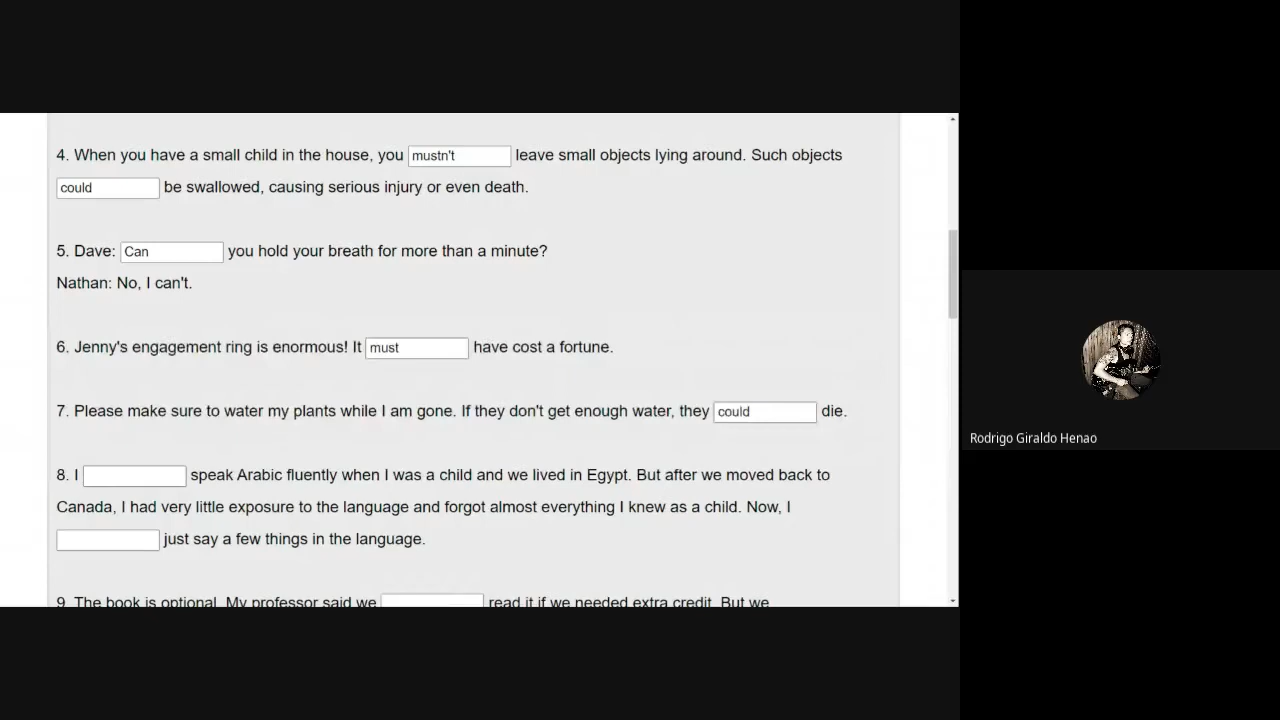 4. When you have a small child in the house, you mustn't leave small objects lying around. Such objects
could be swallowed, causing serious injury or even death.
5. Dave: Can you hold your breath for more than a minute?
Nathan: No, I can't.
6. Jenny's engagement ring is enormous! It must have cost a fortune.
7. Please make sure to water my plants while I am gone. If they don't get enough water, they could die.
8. I speak Arabic fluently when I was a child and we lived in Egypt. But after we moved back to
Canada, I had very little exposure to the language and forgot almost everything I knew as a child. Now, I
just say a few things in the language.
9. The book is optional. My professor said we read it if we needed extra credit. But we
Rodrigo Giraldo Henao